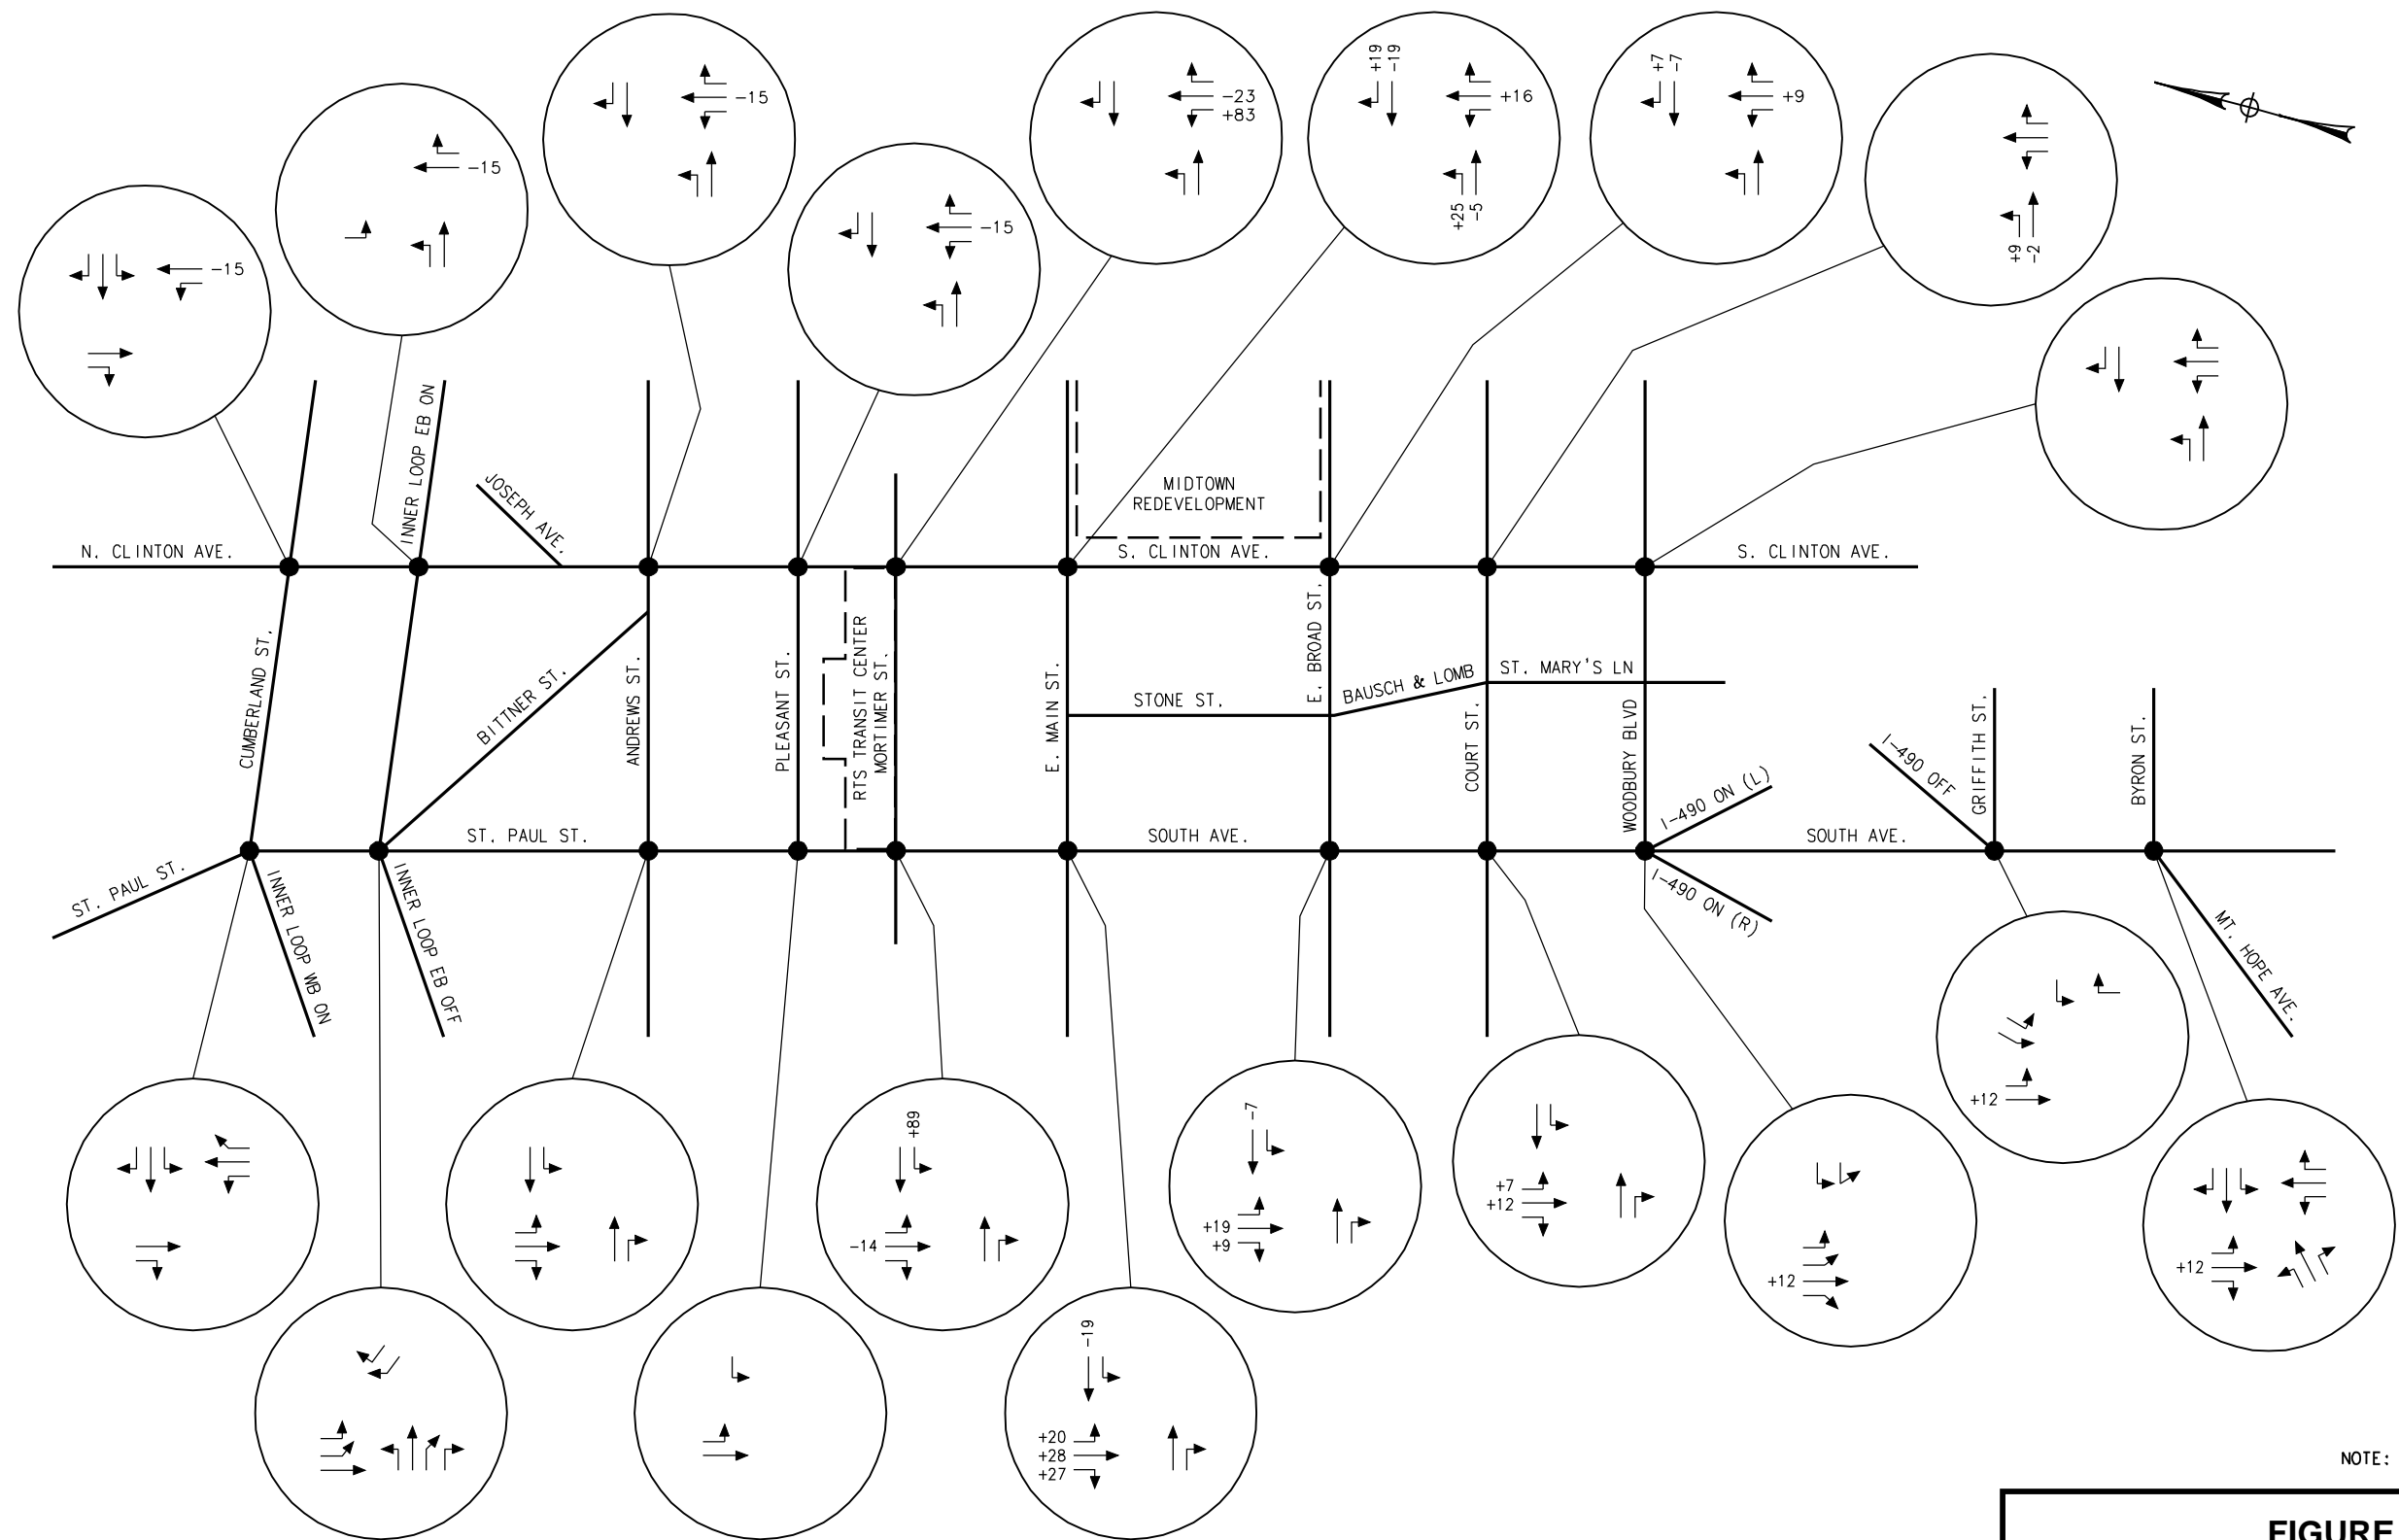 +19
-19
+7
-7
-15
-23
+83
+16
+9
-15
-15
-15
+25
-5
+9
-2
-15
INNER LOOP EB ON
JOSEPH AVE.
MIDTOWN
REDEVELOPMENT
N. CLINTON AVE.
S. CLINTON AVE.
S. CLINTON AVE.
CUMBERLAND ST.
BITTNER ST.
ANDREWS ST.
PLEASANT ST.
RTS TRANSIT CENTER
MORTIMER ST.
E. MAIN ST.
STONE ST.
E. BROAD ST.
BAUSCH & LOMB
ST. MARY'S LN
COURT ST.
WOODBURY BLVD
I-490 ON (L)
I-490 OFF
GRIFFITH ST.
BYRON ST.
ST. PAUL ST.
SOUTH AVE.
SOUTH AVE.
ST. PAUL ST.
INNER LOOP WB ON
INNER LOOP EB OFF
I-490 ON (R)
MT. HOPE AVE.
+12
+89
-14
-7
+19
+9
+7
+12
+12
+12
-19
+20
+28
+27
NOTE:
FIGURE